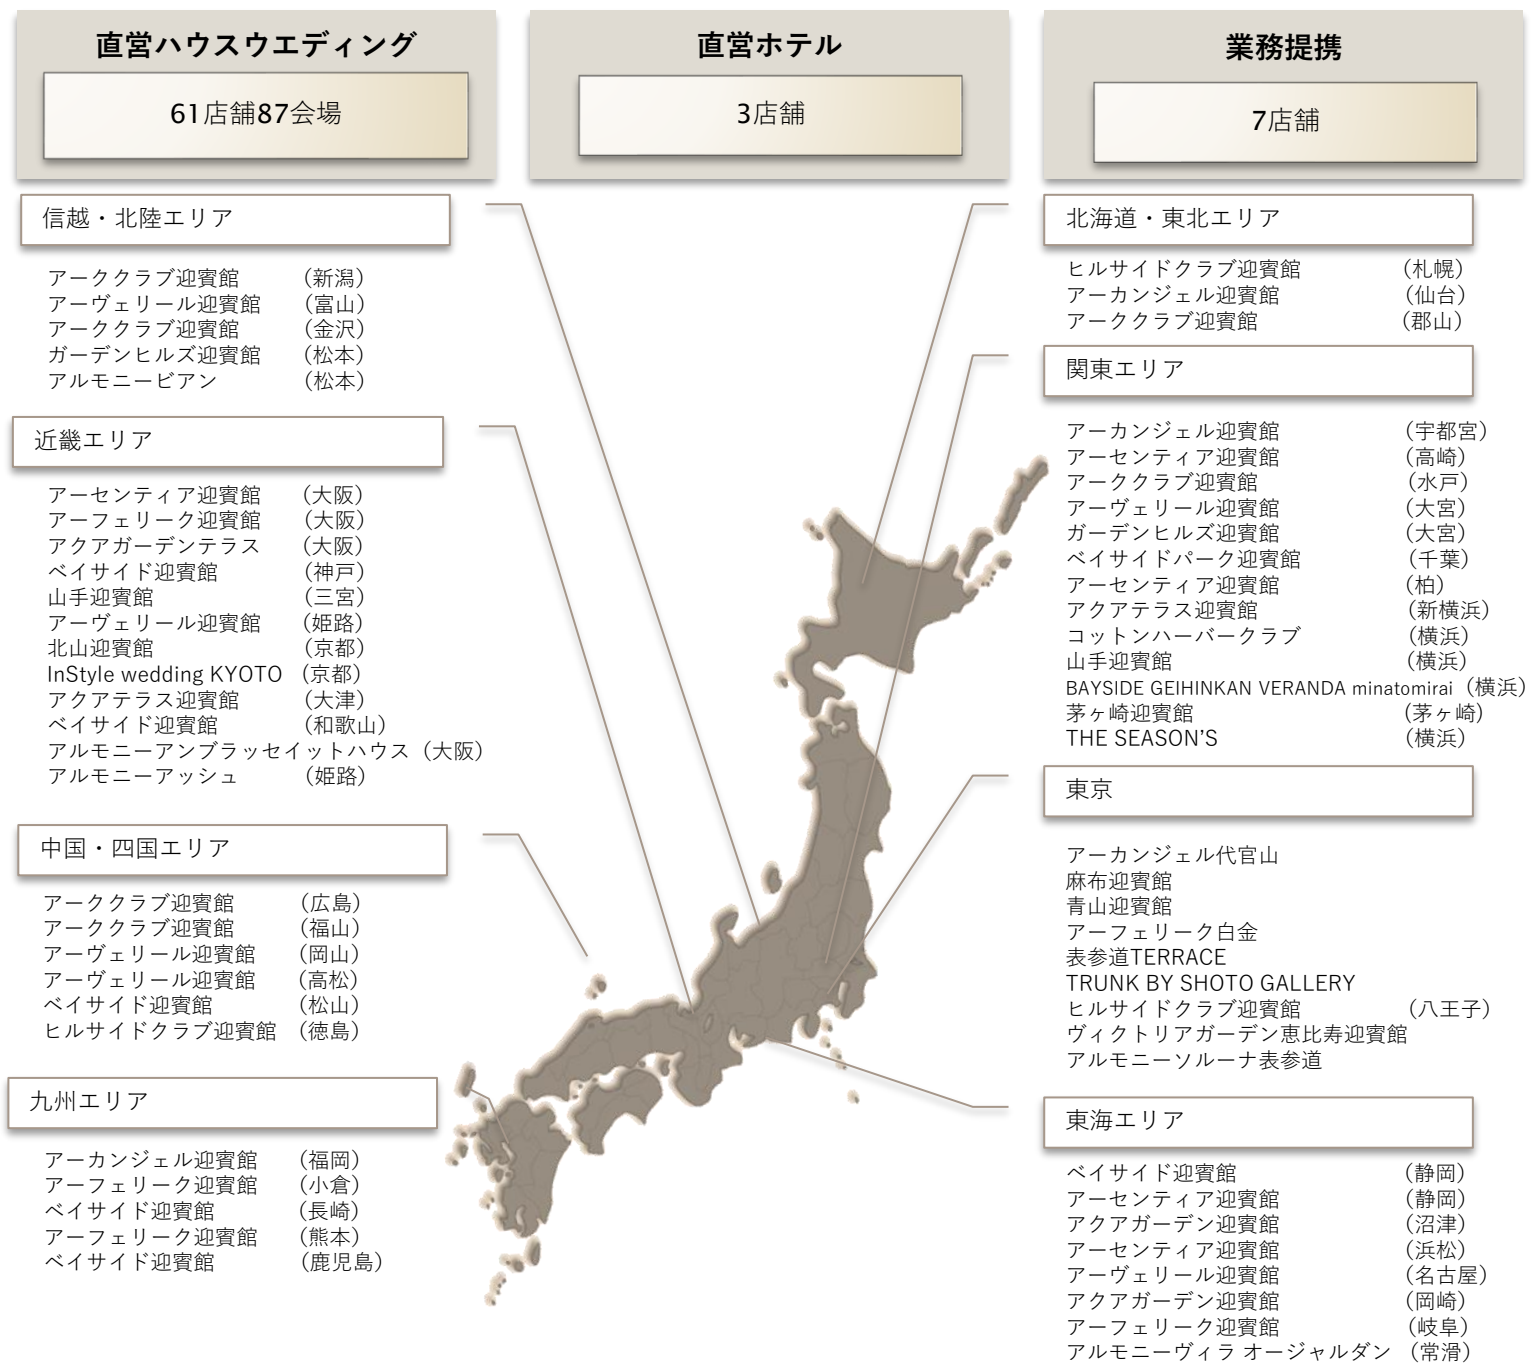 直営ハウスウエディング
61店舗87会場
直営ホテル
3店舗
業務提携
7店舗
信越・北陸エリア
アーククラブ迎賓館 （新潟）
アーヴェリール迎賓館 （富山）
アーククラブ迎賓館 （金沢）
ガーデンヒルズ迎賓館 （松本）
アルモニービアン （松本）
近畿エリア
アーセンティア迎賓館 （大阪）
アーフェリーク迎賓館 （大阪）
アクアガーデンテラス （大阪）
ベイサイド迎賓館 （神戸）
山手迎賓館 （三宮）
アーヴェリール迎賓館 （姫路）
北山迎賓館 （京都）
InStyle wedding KYOTO （京都）
アクアテラス迎賓館 （大津）
ベイサイド迎賓館 （和歌山）
アルモニーアンブラッセイットハウス（大阪）
アルモニーアッシュ （姫路）
中国・四国エリア
アーククラブ迎賓館 （広島）
アーククラブ迎賓館 （福山）
アーヴェリール迎賓館 （岡山）
アーヴェリール迎賓館 （高松）
ベイサイド迎賓館 （松山）
ヒルサイドクラブ迎賓館 （徳島）
九州エリア
アーカンジェル迎賓館 （福岡）
アーフェリーク迎賓館 （小倉）
ベイサイド迎賓館 （長崎）
アーフェリーク迎賓館 （熊本）
ベイサイド迎賓館 （鹿児島）
北海道・東北エリア
ヒルサイドクラブ迎賓館 （札幌）
アーカンジェル迎賓館 （仙台）
アーククラブ迎賓館 （郡山）
関東エリア
アーカンジェル迎賓館 （宇都宮）
アーセンティア迎賓館 （高崎）
アーククラブ迎賓館 （水戸）
アーヴェリール迎賓館 （大宮）
ガーデンヒルズ迎賓館 （大宮）
ベイサイドパーク迎賓館 （千葉）
アーセンティア迎賓館 （柏）
アクアテラス迎賓館 （新横浜）
コットンハーバークラブ （横浜）
山手迎賓館 （横浜）
BAYSIDE GEIHINKAN VERANDA minatomirai （横浜）
茅ヶ崎迎賓館 （茅ヶ崎）
THE SEASON'S （横浜）
東京
アーカンジェル代官山
麻布迎賓館
青山迎賓館
アーフェリーク白金
表参道TERRACE
TRUNK BY SHOTO GALLERY
ヒルサイドクラブ迎賓館 （八王子）
ヴィクトリアガーデン恵比寿迎賓館
アルモニーソルーナ表参道
東海エリア
ベイサイド迎賓館 （静岡）
アーセンティア迎賓館 （静岡）
アクアガーデン迎賓館 （沼津）
アーセンティア迎賓館 （浜松）
アーヴェリール迎賓館 （名古屋）
アクアガーデン迎賓館 （岡崎）
アーフェリーク迎賓館 （岐阜）
アルモニーヴィラ オージャルダン （常滑）